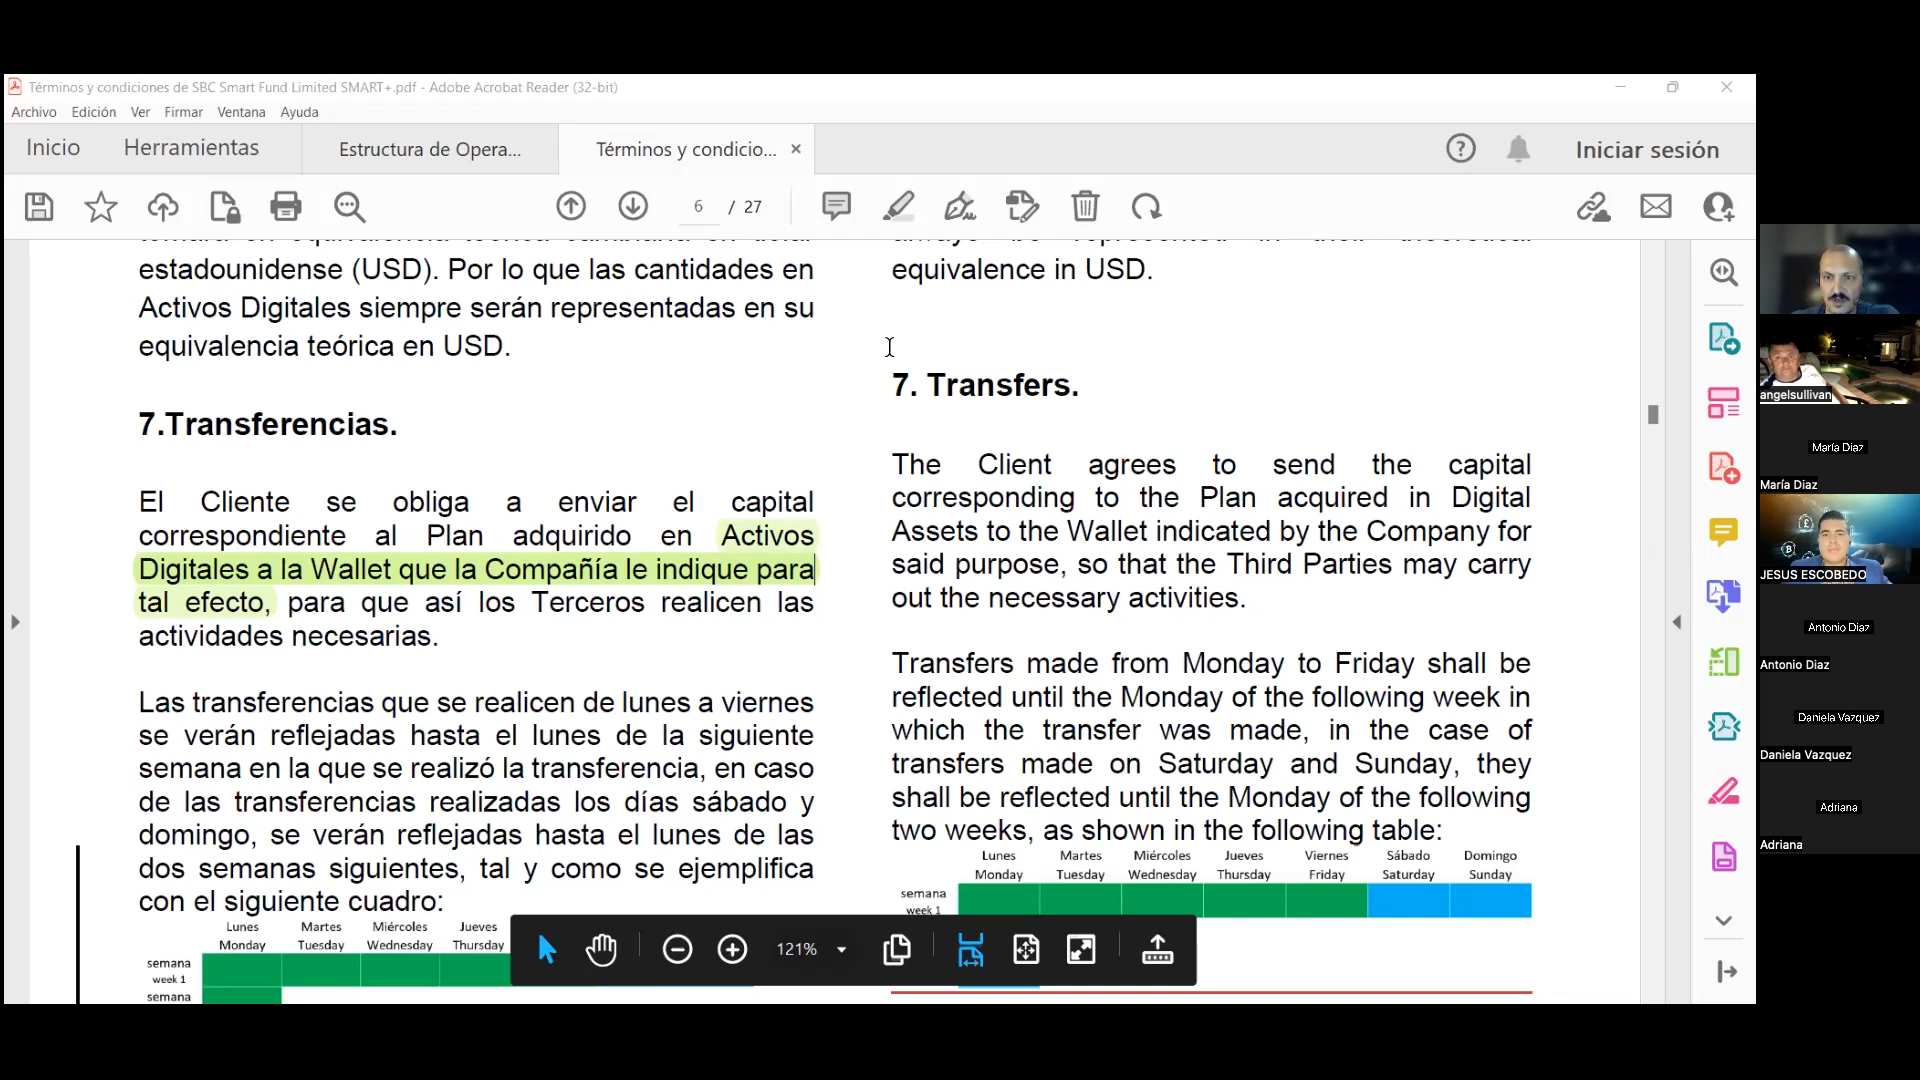 Términos y condiciones de SBC Smart Fund Limited SMART+.pdf - Adobe Acrobat Reader (32-bit)
Archivo Edición Ver Firmar Ventana Ayuda
Inicio Herramientas Estructura de Opera... Términos y condicio... Iniciar sesión
6 / 27
estadounidense (USD). Por lo que las cantidades en
Activos Digitales siempre serán representadas en su
equivalencia teórica en USD.
7.Transferencias.
El Cliente se obliga a enviar el capital
correspondiente al Plan adquirido en Activos
Digitales a la Wallet que la Compañía le indique para
tal efecto, para que así los Terceros realicen las
actividades necesarias.
Las transferencias que se realicen de lunes a viernes
se verán reflejadas hasta el lunes de la siguiente
semana en la que se realizó la transferencia, en caso
de las transferencias realizadas los días sábado y
domingo, se verán reflejadas hasta el lunes de las
dos semanas siguientes, tal y como se ejemplifica
con el siguiente cuadro:
Lunes Martes Miércoles Jueves
Monday Tuesday Wednesday Thursday
semana
week 1
semana
always be represented in their theoretical
equivalence in USD.
7. Transfers.
The Client agrees to send the capital
corresponding to the Plan acquired in Digital
Assets to the Wallet indicated by the Company for
said purpose, so that the Third Parties may carry
out the necessary activities.
Transfers made from Monday to Friday shall be
reflected until the Monday of the following week in
which the transfer was made, in the case of
transfers made on Saturday and Sunday, they
shall be reflected until the Monday of the following
two weeks, as shown in the following table:
Lunes Martes Miércoles Jueves Viernes Sábado Domingo
Monday Tuesday Wednesday Thursday Friday Saturday Sunday
semana
week 1
121%
angelsullivan
María Diaz
María Diaz
JESUS ESCOBEDO
Antonio Diaz
Antonio Diaz
Daniela Vazquez
Daniela Vazquez
Adriana
Adriana